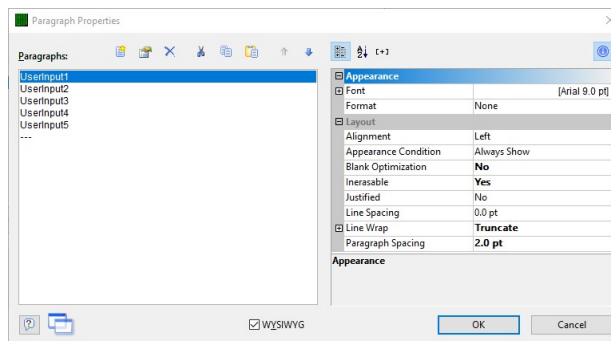 Paragraph Properties
Paragraphs:
UserInput1
UserInput2
UserInput3
UserInput4
UserInput5
---
[+]
Appearance
Font [Arial 9.0 pt]
Format None
Layout
Alignment Left
Appearance Condition Always Show
Blank Optimization No
Inerasable Yes
Justified No
Line Spacing 0.0 pt
Line Wrap Truncate
Paragraph Spacing 2.0 pt
Appearance
WYSIWYG
OK Cancel